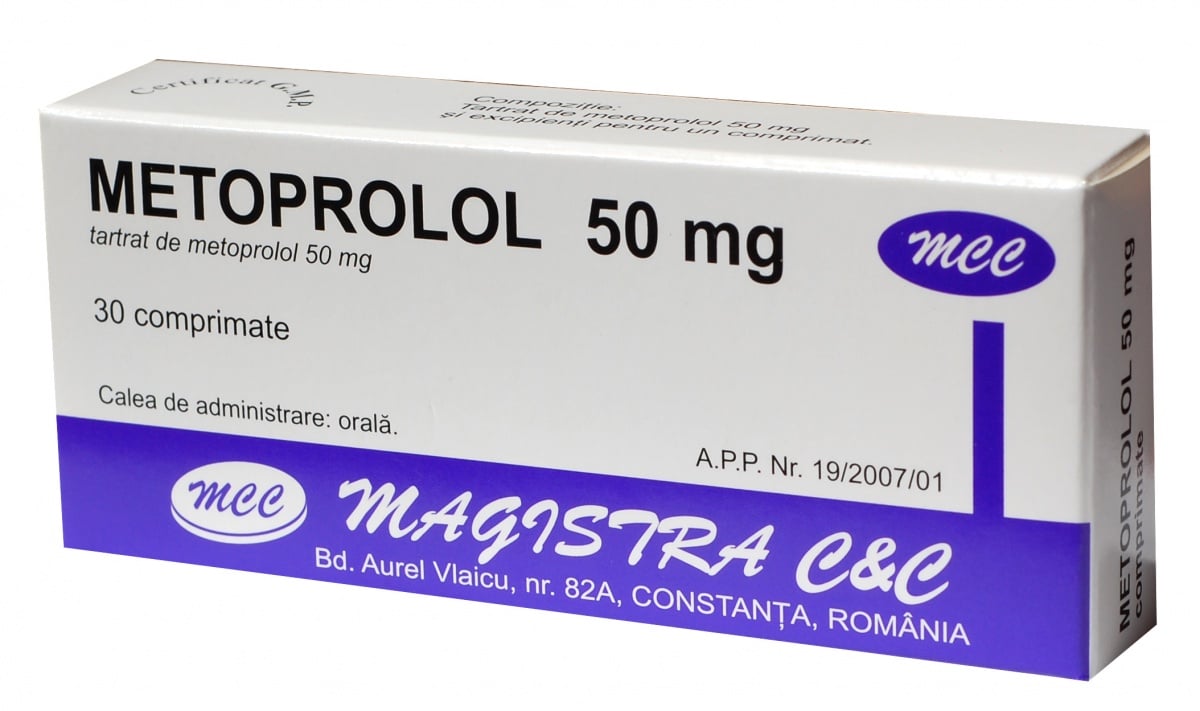 Certificat G.M.P.
Compoziție:
Tartrat de metoprolol 50 mg
și excipienți pentru un comprimat.
METOPROLOL 50 mg
tartrat de metoprolol 50 mg
30 comprimate
Calea de administrare: orală.
A.P.P. Nr. 19/2007/01
MCC
MCC
MAGISTRA C&C
Bd. Aurel Vlaicu, nr. 82A, CONSTANȚA, ROMÂNIA
METOPROLOL 50 mg
comprimate